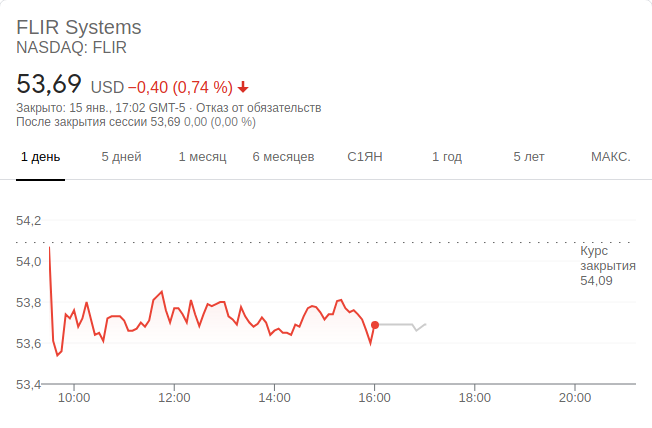 FLIR Systems
NASDAQ: FLIR
53,69 USD −0,40 (0,74 %)
Закрыто: 15 янв., 17:02 GMT-5 · Отказ от обязательств
После закрытия сессии 53,69 0,00 (0,00 %)
1 день 5 дней 1 месяц 6 месяцев С1ЯН 1 год 5 лет МАКС.
54,2
54,0
53,8
53,6
53,4
Курс
закрытия
54,09
10:00 12:00 14:00 16:00 18:00 20:00